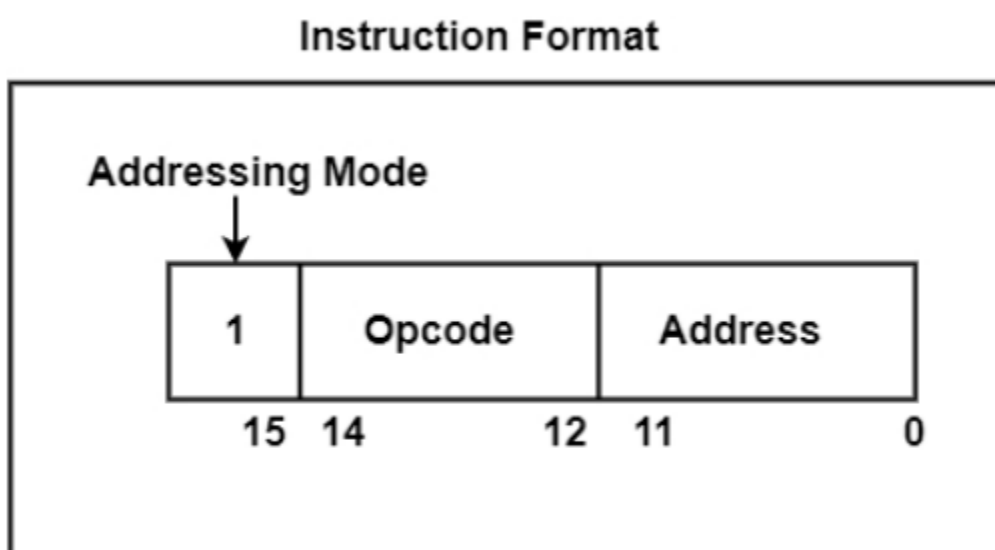 Instruction Format
Addressing Mode
1 Opcode Address
15 14 12 11 0